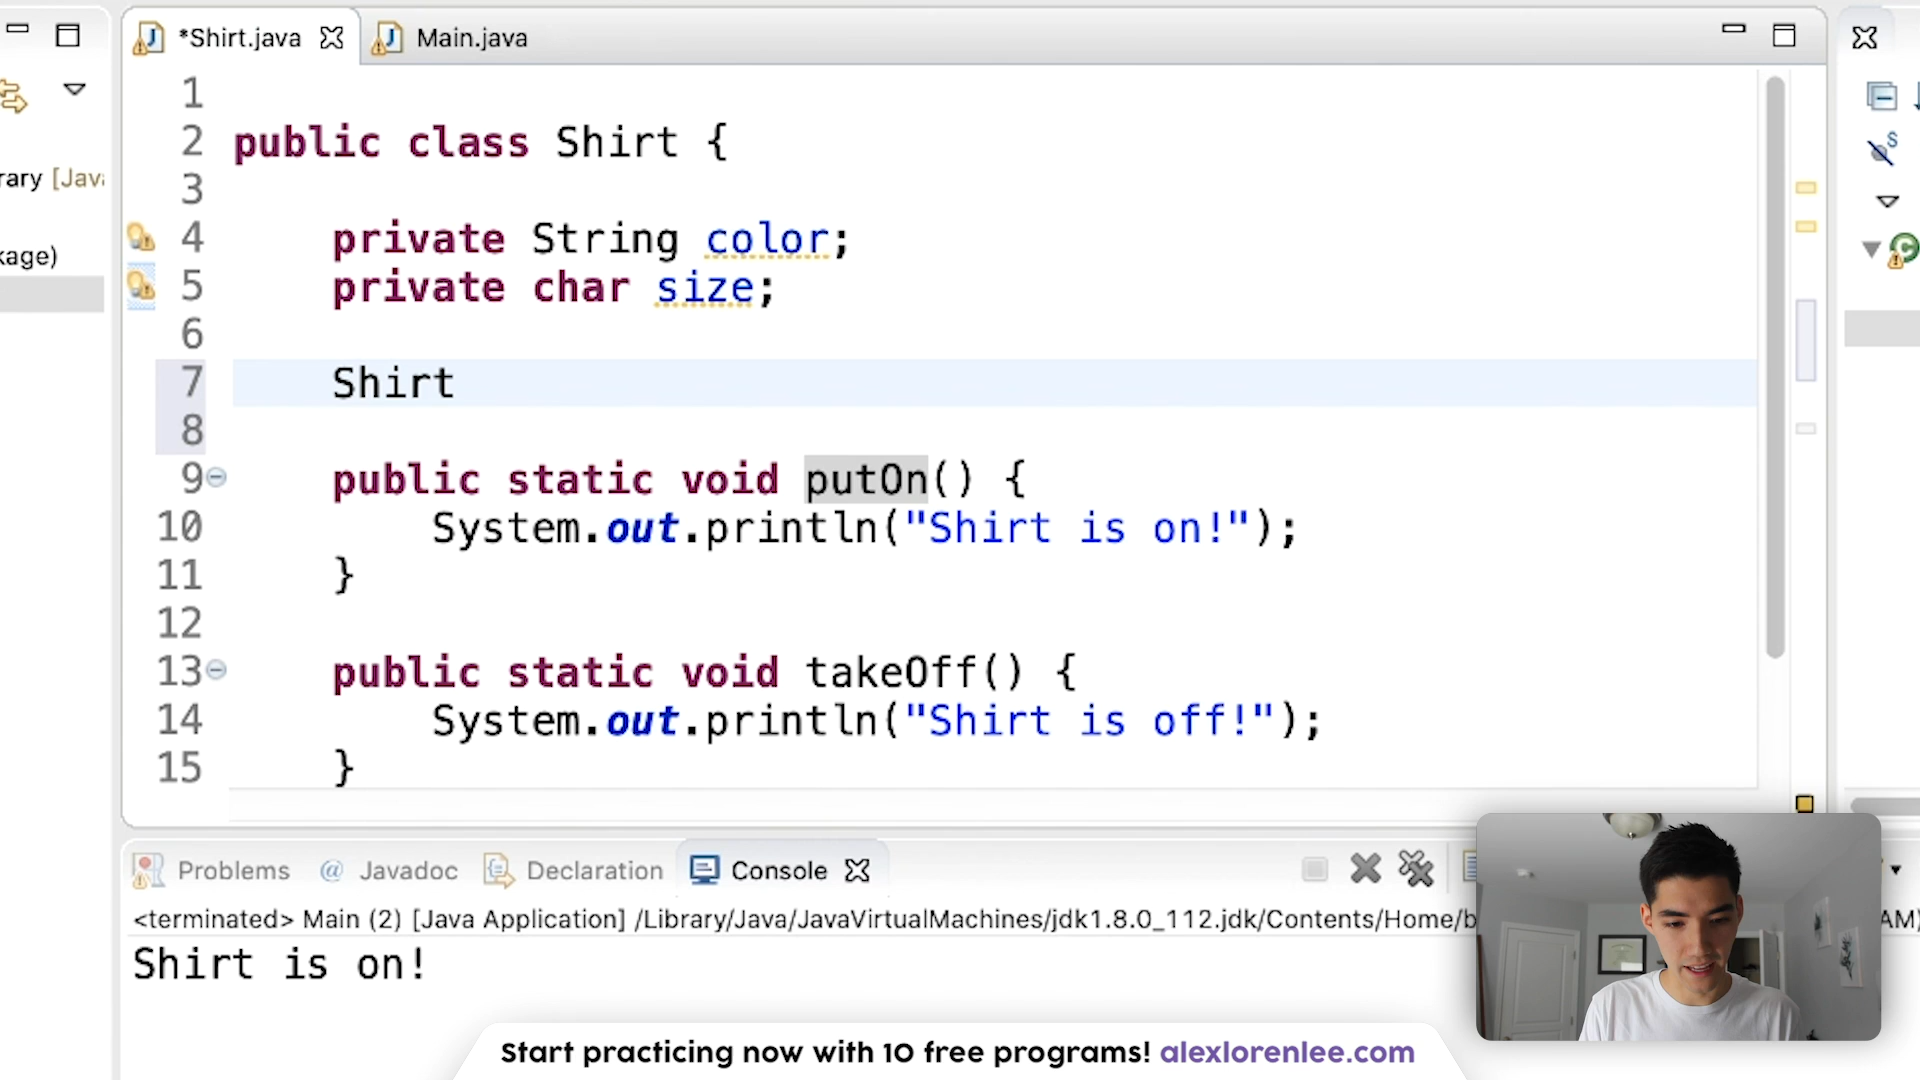 *Shirt.java Main.java
1
2 public class Shirt {
3
rary [Java
4 private String color;
kage)
5 private char size;
6
7 Shirt
8
9 public static void putOn() {
10 System.out.println("Shirt is on!");
11 }
12
13 public static void takeOff() {
14 System.out.println("Shirt is off!");
15 }
Problems @ Javadoc Declaration Console
<terminated> Main (2) [Java Application] /Library/Java/JavaVirtualMachines/jdk1.8.0_112.jdk/Contents/Home/b AM)
Shirt is on!
Start practicing now with 10 free programs! alexlorenlee.com